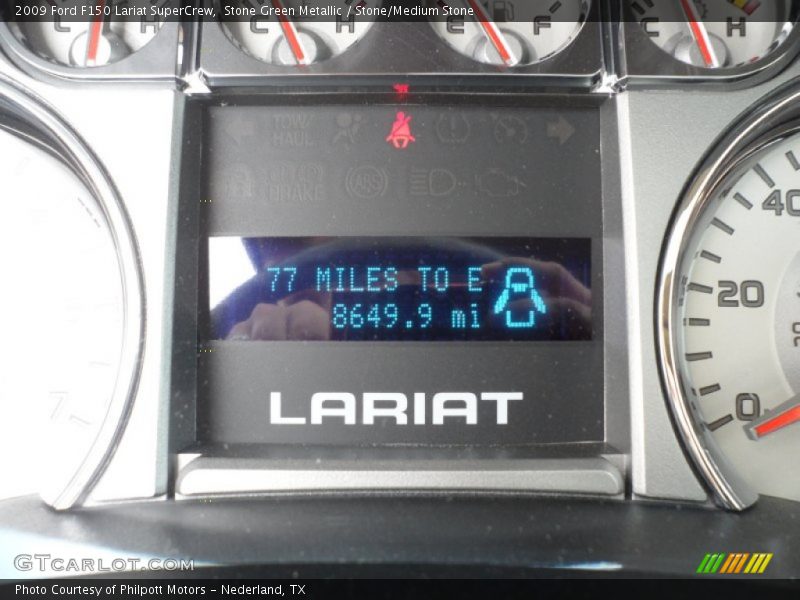 2009 Ford F150 Lariat SuperCrew, Stone Green Metallic / Stone/Medium Stone
C H C H E F C H
TOW/
HAUL
BRAKE
ABS
77 MILES TO E
8649.9 mi
LARIAT
40
20
0
7
GTCARLOT.COM
Photo Courtesy of Philpott Motors - Nederland, TX